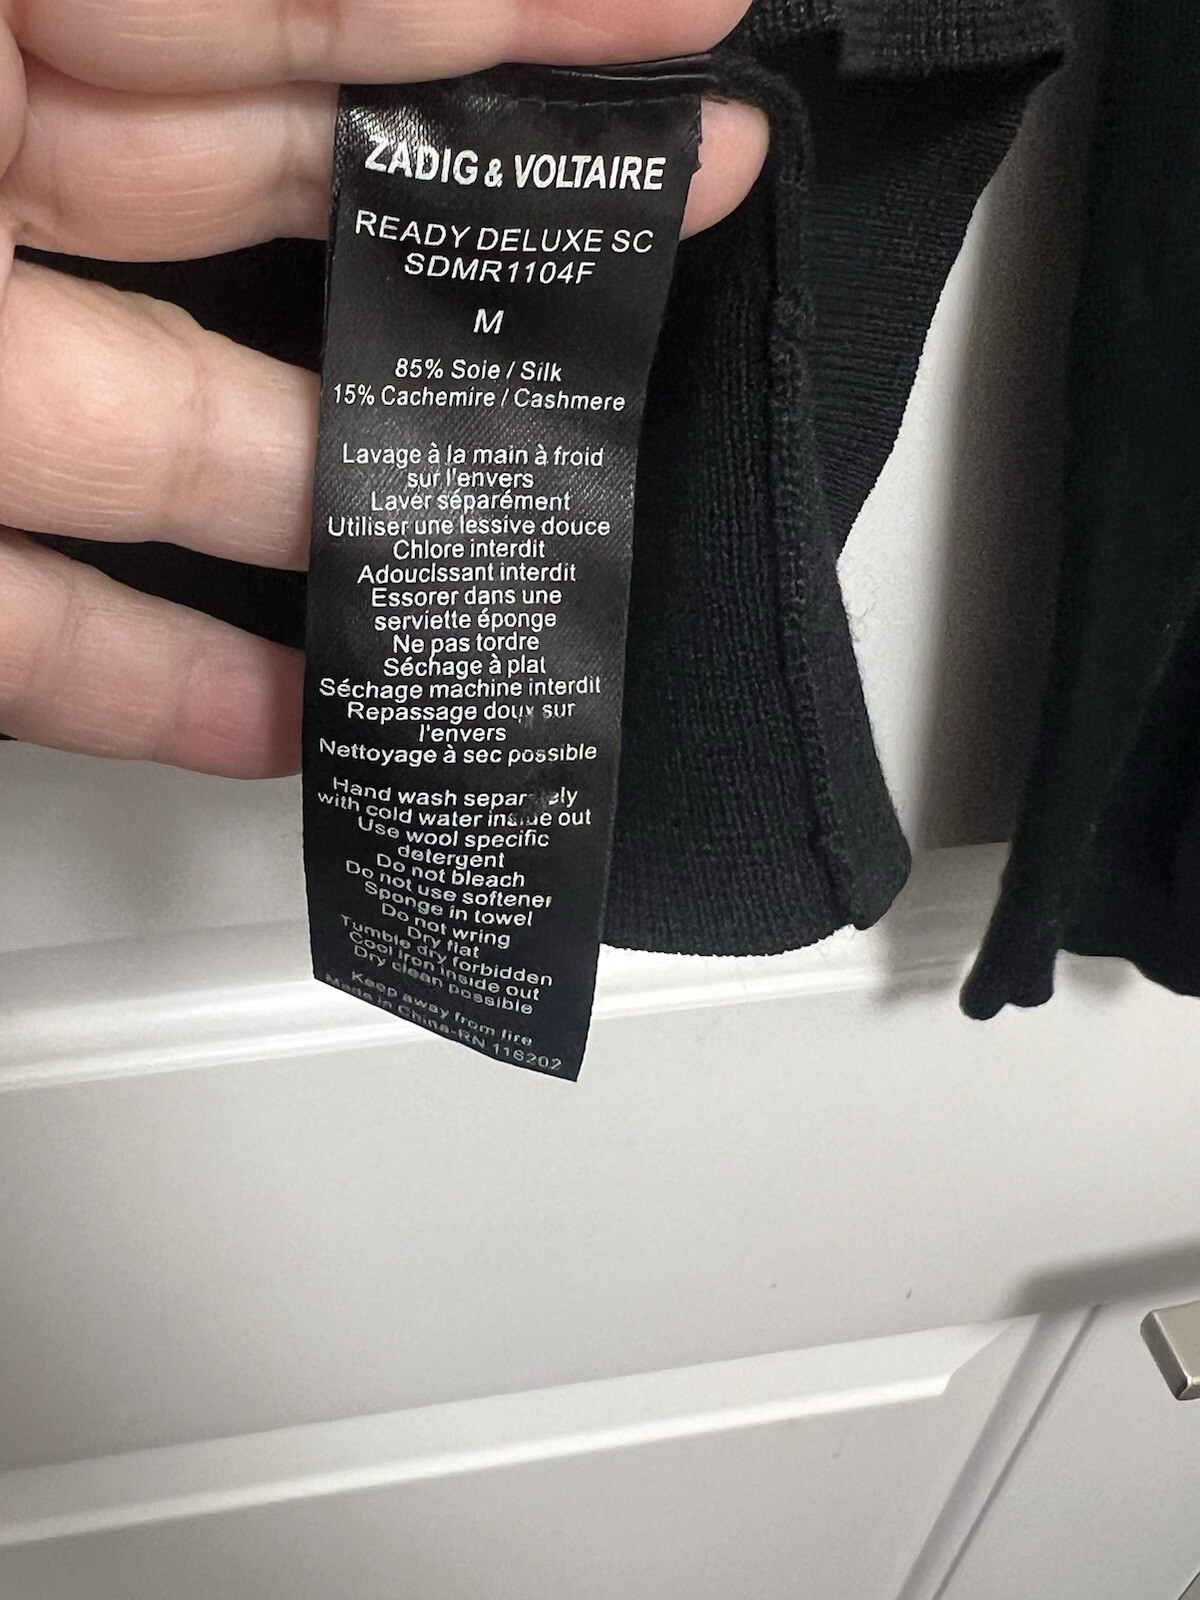 ZADIG & VOLTAIRE
READY DELUXE SC
SDMR1104F
M
85% Soie / Silk
15% Cachemire / Cashmere
Lavage à la main à froid
sur l'envers
Laver séparément
Utiliser une lessive douce
Chlore interdit
Adoucissant interdit
Essorer dans une
serviette éponge
Ne pas tordre
Séchage à plat
Séchage machine interdit
Repassage doux sur
l'envers
Nettoyage à sec possible
Hand wash separately
with cold water inside out
Use wool specific
detergent
Do not bleach
Do not use softener
Sponge in towel
Do not wring
Dry flat
Tumble dry forbidden
Cool iron inside out
Dry clean possible
Keep away from fire
Made in China-RN 116202